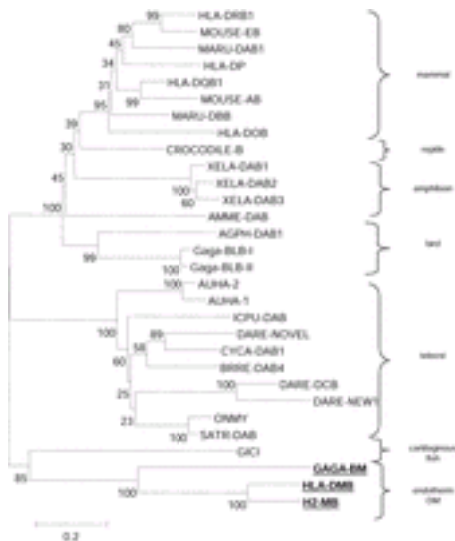 99 HLA-DRB1
80 MOUSE-EB
45 MARU-DAB1
34 HLA-DP
31 HLA-DQB1
99 MOUSE-AB
mammal
95 MARU-DBB
HLA-DOB
39 CROCODILE-B
reptile
30 XELA-DAB1
45 100 XELA-DAB2
amphibian
60 XELA-DAB3
100 AMME-DAB
AGPH-DAB1
bird
99 Gaga-BLB-I
100 Gaga-BLB-II
100 AUHA-2
AUHA-1
100 ICPU-DAB
89 DARE-NOVEL
58 CYCA-DAB1
teleost
60 BRRE-DAB4
100 DARE-DCB
25 DARE-NEW1
23 ONMY
100 SATR-DAB
GICI
cartilaginous
fish
85 GAGA-BM
100 HLA-DMB
endotherm
DM
100 H2-MB
0.2